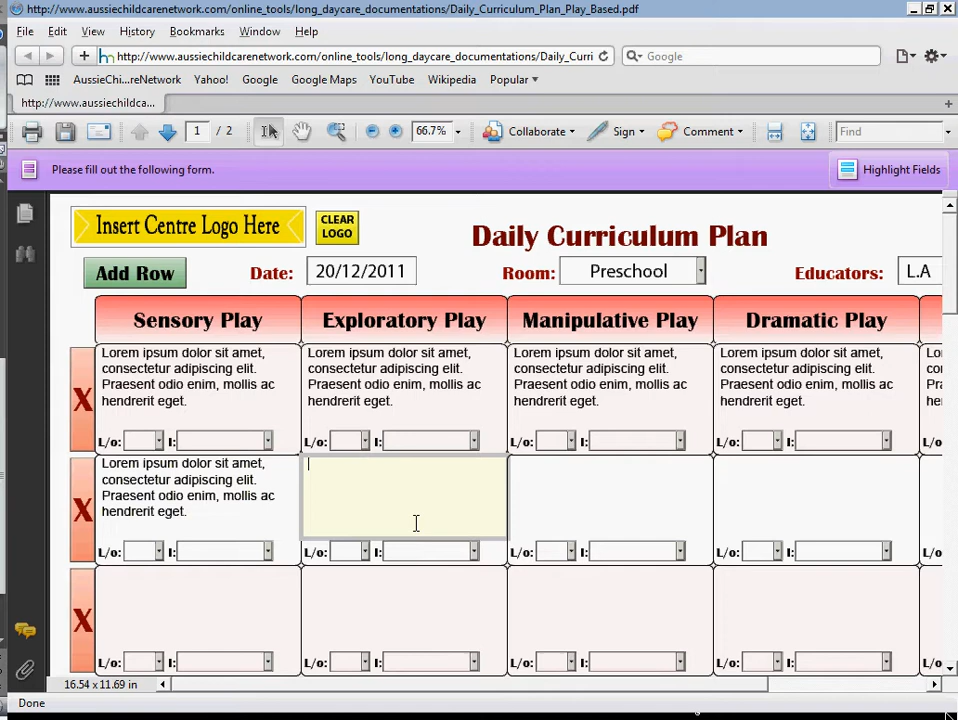 http://www.aussiechildcarenetwork.com/online_tools/long_daycare_documentations/Daily_Curriculum_Plan_Play_Based.pdf
File Edit View History Bookmarks Window Help
http://www.aussiechildcarenetwork.com/online_tools/long_daycare_documentations/Daily_Curri
Google
AussieChi...reNetwork Yahoo! Google Google Maps YouTube Wikipedia Popular
http://www.aussiechildca...
1 / 2 66.7% Collaborate Sign Comment Find
Please fill out the following form. Highlight Fields
Insert Centre Logo Here
CLEAR
LOGO
Daily Curriculum Plan
Add Row Date: 20/12/2011 Room: Preschool Educators: L.A
Sensory Play Exploratory Play Manipulative Play Dramatic Play
X
Lorem ipsum dolor sit amet,
consectetur adipiscing elit.
Praesent odio enim, mollis ac
hendrerit eget.
L/o: I:
Lorem ipsum dolor sit amet,
consectetur adipiscing elit.
Praesent odio enim, mollis ac
hendrerit eget.
L/o: I:
Lorem ipsum dolor sit amet,
consectetur adipiscing elit.
Praesent odio enim, mollis ac
hendrerit eget.
L/o: I:
Lorem ipsum dolor sit amet,
consectetur adipiscing elit.
Praesent odio enim, mollis ac
hendrerit eget.
L/o: I:
X
Lorem ipsum dolor sit amet,
consectetur adipiscing elit.
Praesent odio enim, mollis ac
hendrerit eget.
L/o: I: L/o: I: L/o: I: L/o: I:
X
L/o: I: L/o: I: L/o: I: L/o: I:
16.54 x 11.69 in
Done